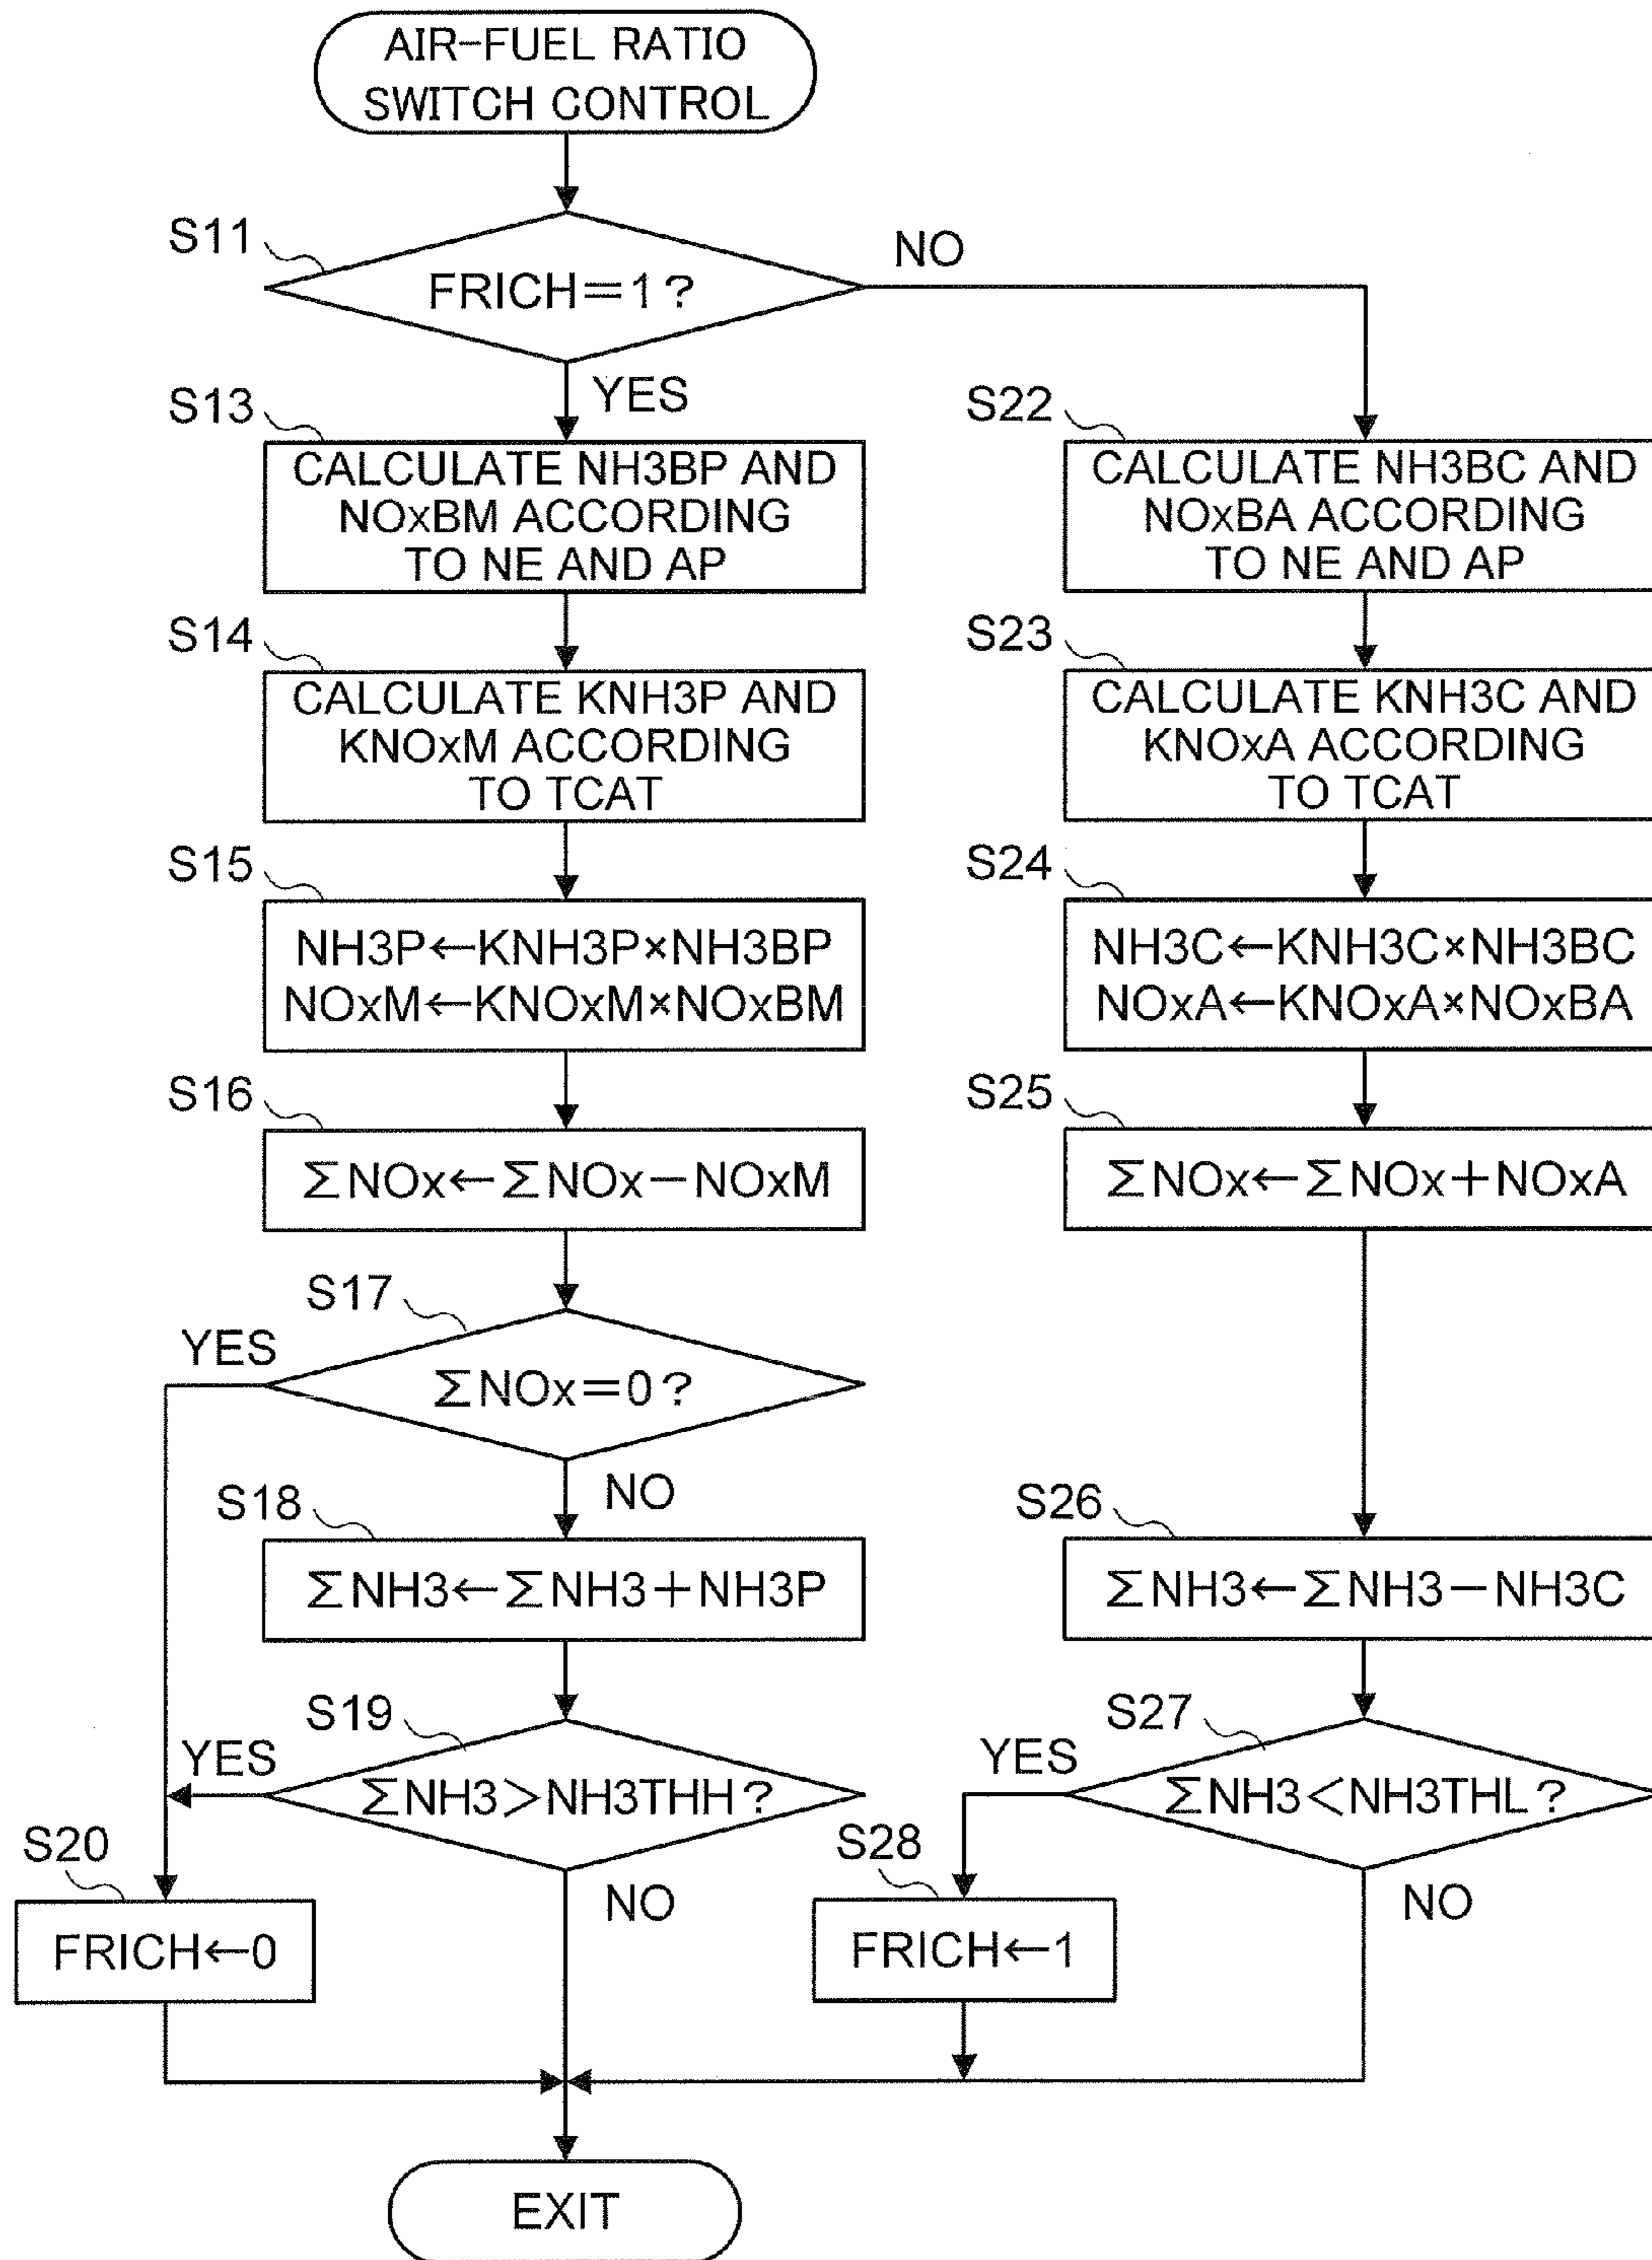 AIR-FUEL RATIO
SWITCH CONTROL
S11
FRICH=1?
NO
YES
S13
CALCULATE NH3BP AND
NOxBM ACCORDING
TO NE AND AP
S14
CALCULATE KNH3P AND
KNOxM ACCORDING
TO TCAT
S15
NH3P←KNH3P×NH3BP
NOxM←KNOxM×NOxBM
S16
ΣNOx←ΣNOx−NOxM
S17
YES
ΣNOx=0?
NO
S18
ΣNH3←ΣNH3+NH3P
S19
YES
ΣNH3>NH3THH?
NO
S20
FRICH←0
S22
CALCULATE NH3BC AND
NOxBA ACCORDING
TO NE AND AP
S23
CALCULATE KNH3C AND
KNOxA ACCORDING
TO TCAT
S24
NH3C←KNH3C×NH3BC
NOxA←KNOxA×NOxBA
S25
ΣNOx←ΣNOx+NOxA
S26
ΣNH3←ΣNH3−NH3C
S27
YES
ΣNH3<NH3THL?
NO
S28
FRICH←1
EXIT